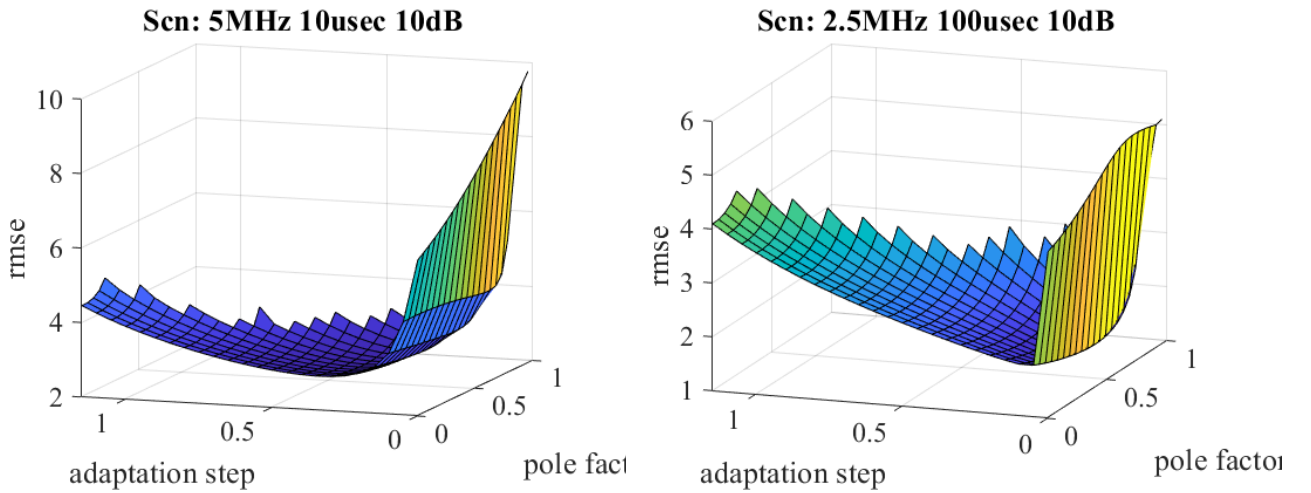 Scn: 5MHz 10usec 10dB
10
8
6
4
2
rmse
1
0.5
0
adaptation step
0
0.5
1
pole fact
Scn: 2.5MHz 100usec 10dB
6
5
4
3
2
1
rmse
1
0.5
0
adaptation step
0
0.5
1
pole factor